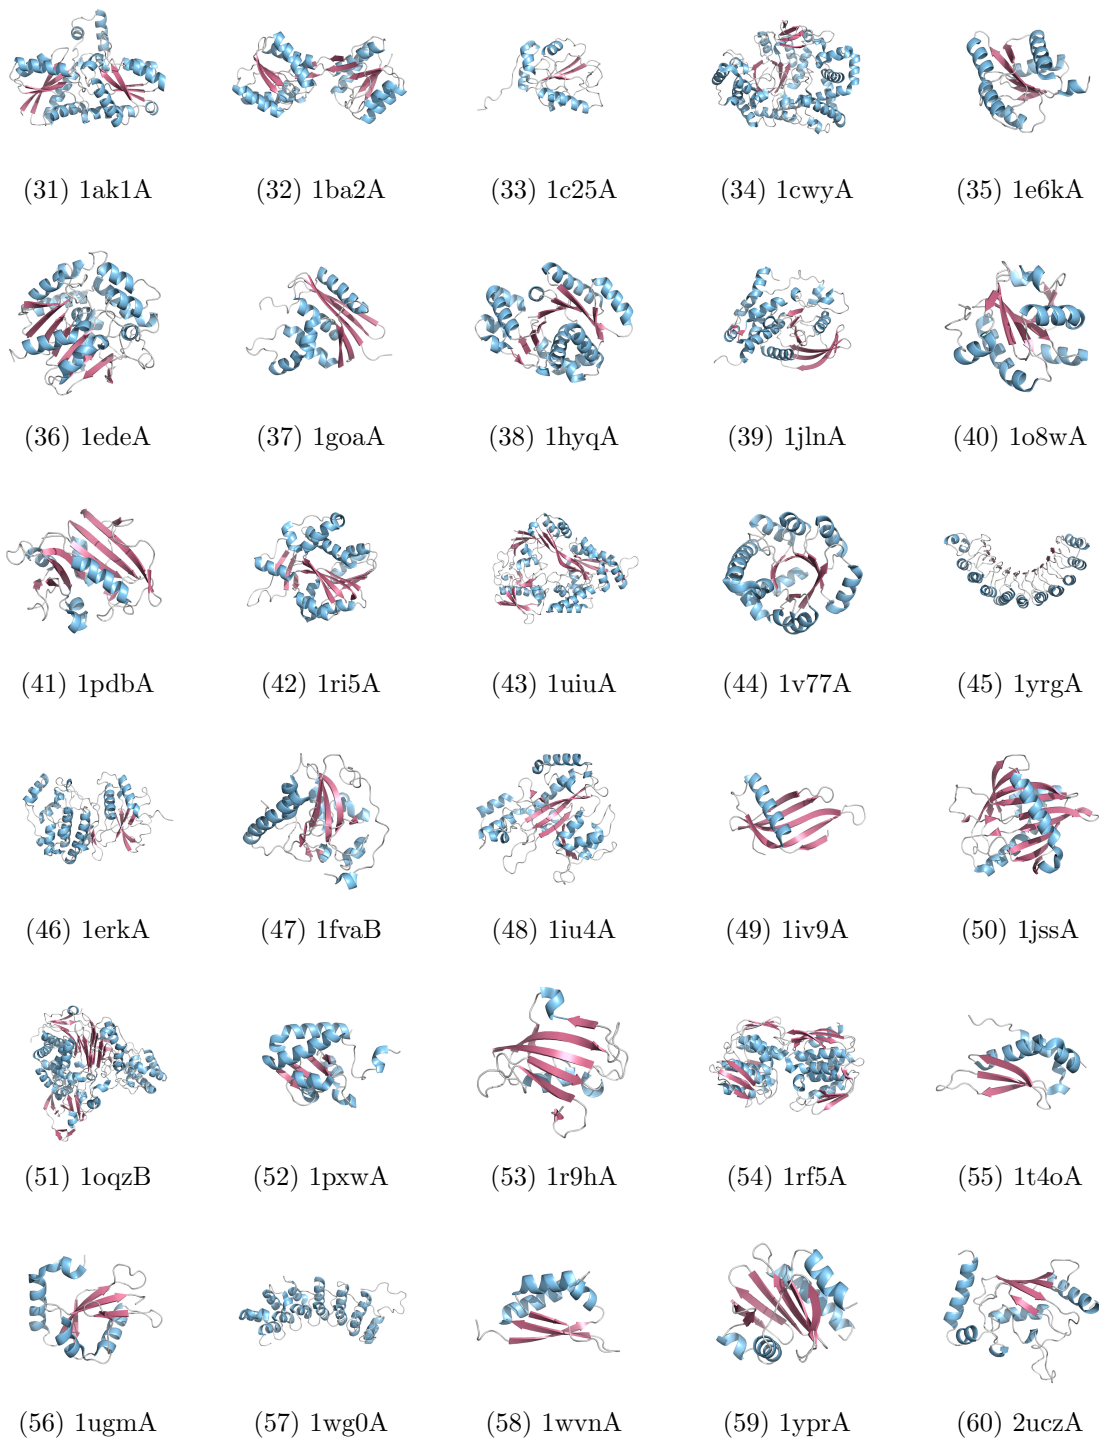 (31) 1ak1A (32) 1ba2A (33) 1c25A (34) 1cwyA (35) 1e6kA
(36) 1edeA (37) 1goaA (38) 1hyqA (39) 1jlnA (40) 1o8wA
(41) 1pdbA (42) 1ri5A (43) 1uiuA (44) 1v77A (45) 1yrgA
(46) 1erkA (47) 1fvaB (48) 1iu4A (49) 1iv9A (50) 1jssA
(51) 1oqzB (52) 1pxwA (53) 1r9hA (54) 1rf5A (55) 1t4oA
(56) 1ugmA (57) 1wg0A (58) 1wvnA (59) 1yprA (60) 2uczA